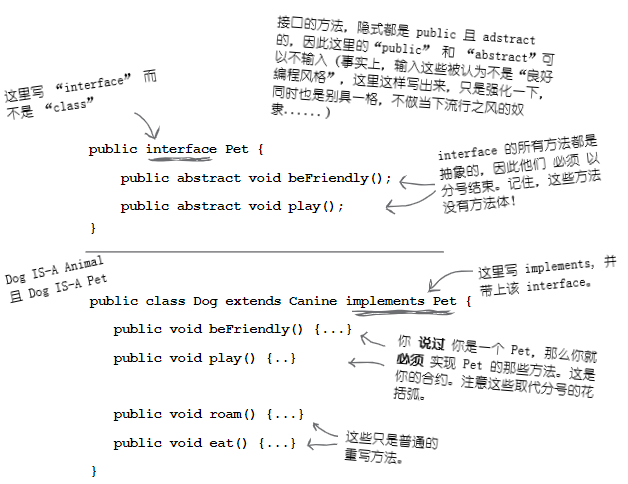 接口的方法，隐式都是 public 且 adstract
的，因此这里的“public” 和 “abstract”可
以不输入（事实上，输入这些被认为不是“良好
编程风格”，这里这样写出来，只是强化一下，
同时也是别具一格，不做当下流行之风的奴
隶......）
这里写 “interface” 而
不是 “class”
public interface Pet {
public abstract void beFriendly();
public abstract void play();
}
interface 的所有方法都是
抽象的，因此他们 必须 以
分号结束。记住，这些方法
没有方法体！
Dog IS-A Animal
且 Dog IS-A Pet
这里写 implements, 并
带上该 interface。
public class Dog extends Canine implements Pet {
public void beFriendly() {...}
public void play() {..}
你 说过 你是一个 Pet, 那么你就
必须 实现 Pet 的那些方法。这是
你的合约。注意这些取代分号的花
括弧。
public void roam() {...}
public void eat() {...}
}
这些只是普通的
重写方法。